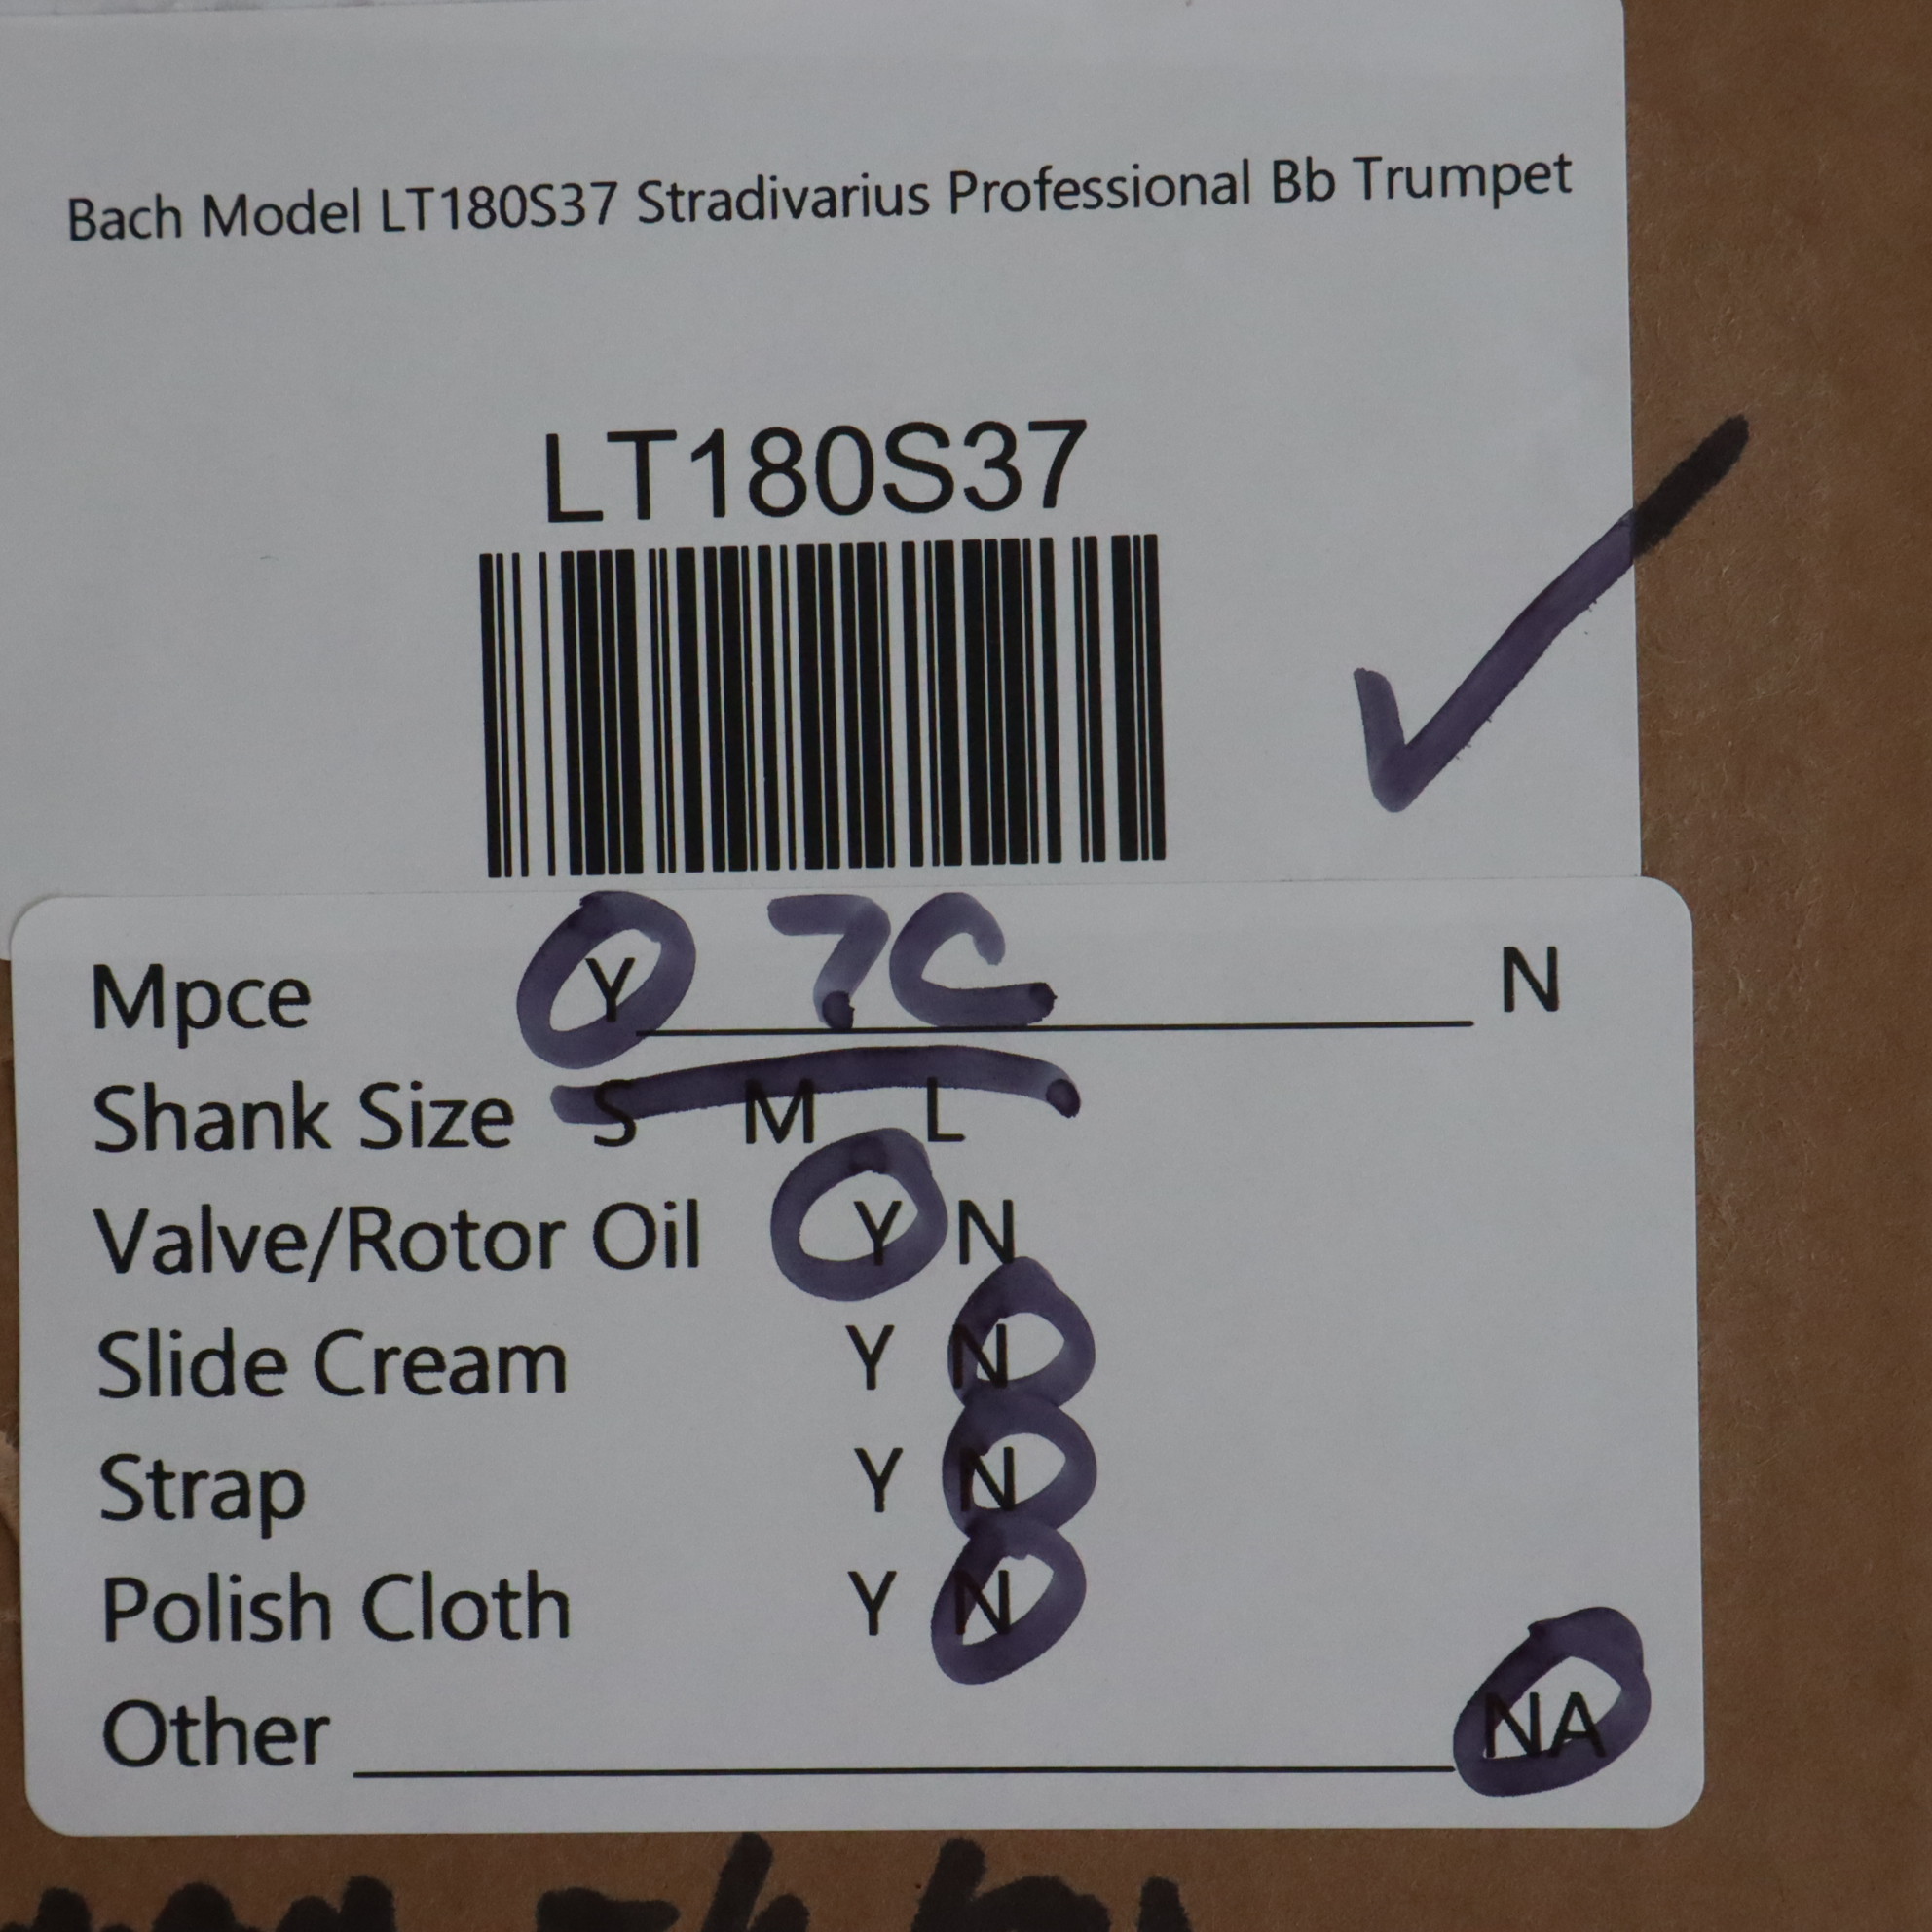 Bach Model LT180S37 Stradivarius Professional Bb Trumpet
LT180S37
Mpce Y 7C N
Shank Size S M L
Valve/Rotor Oil Y N
Slide Cream Y N
Strap Y N
Polish Cloth Y N
Other NA